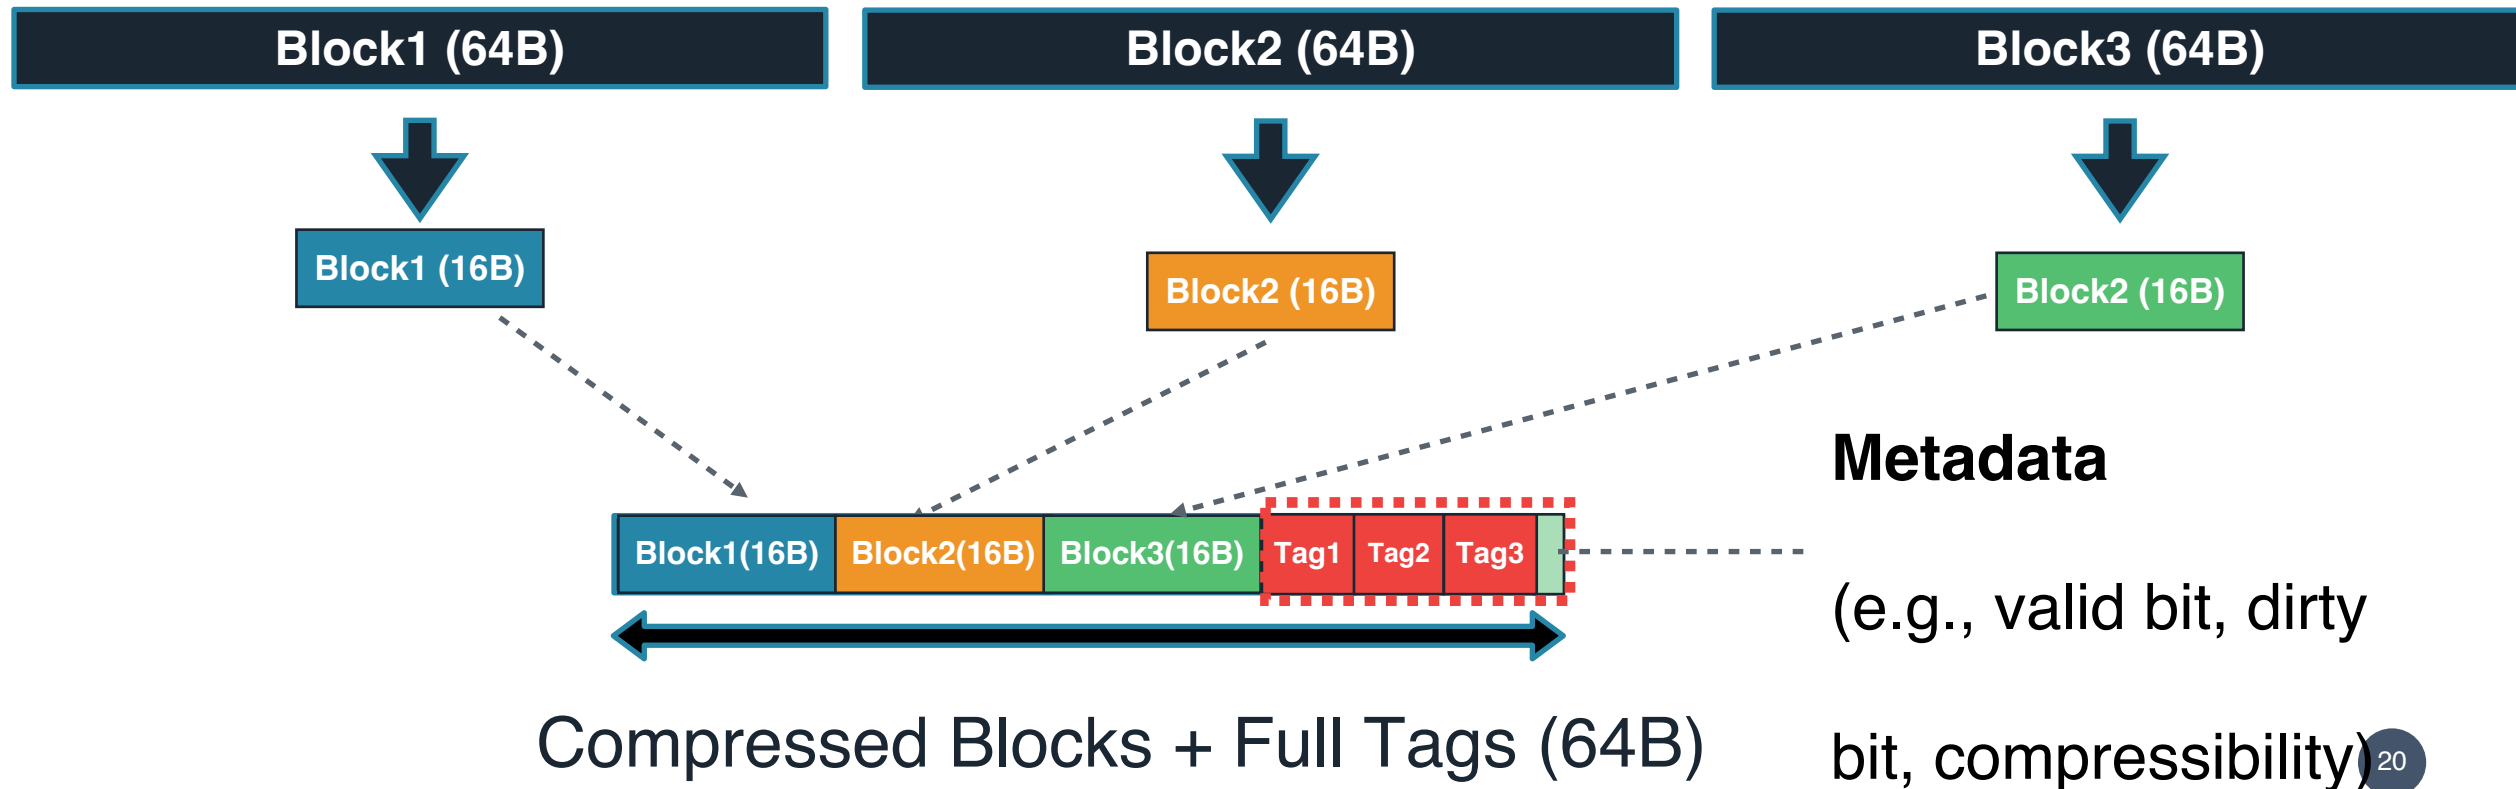 Block1 (64B)
Block2 (64B)
Block3 (64B)
Block1 (16B)
Block2 (16B)
Block2 (16B)
Metadata
Block1(16B)
Block2(16B)
Block3(16B)
Tag1
Tag2
Tag3
(e.g., valid bit, dirty
bit, compressibility)
Compressed Blocks + Full Tags (64B)
20